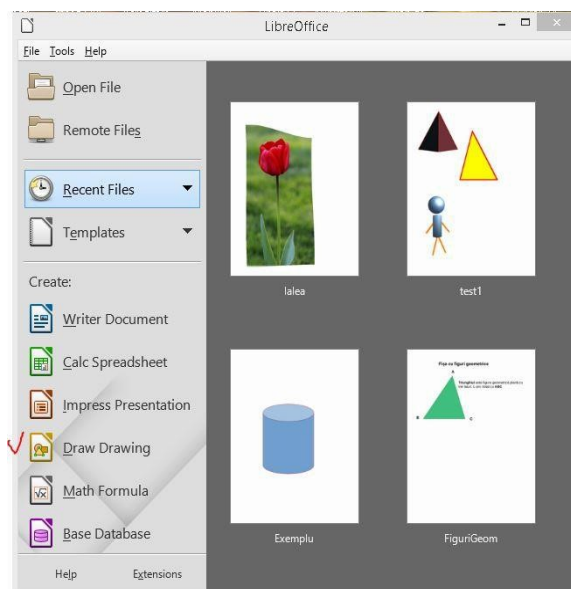 LibreOffice
File Tools Help
Open File
Remote Files
Recent Files
Templates
Create:
Writer Document
Calc Spreadsheet
Impress Presentation
Draw Drawing
Math Formula
Base Database
Help Extensions
lalea
test1
Exemplu
Fișa cu figuri geometrice
A
B
C
FiguriGeom